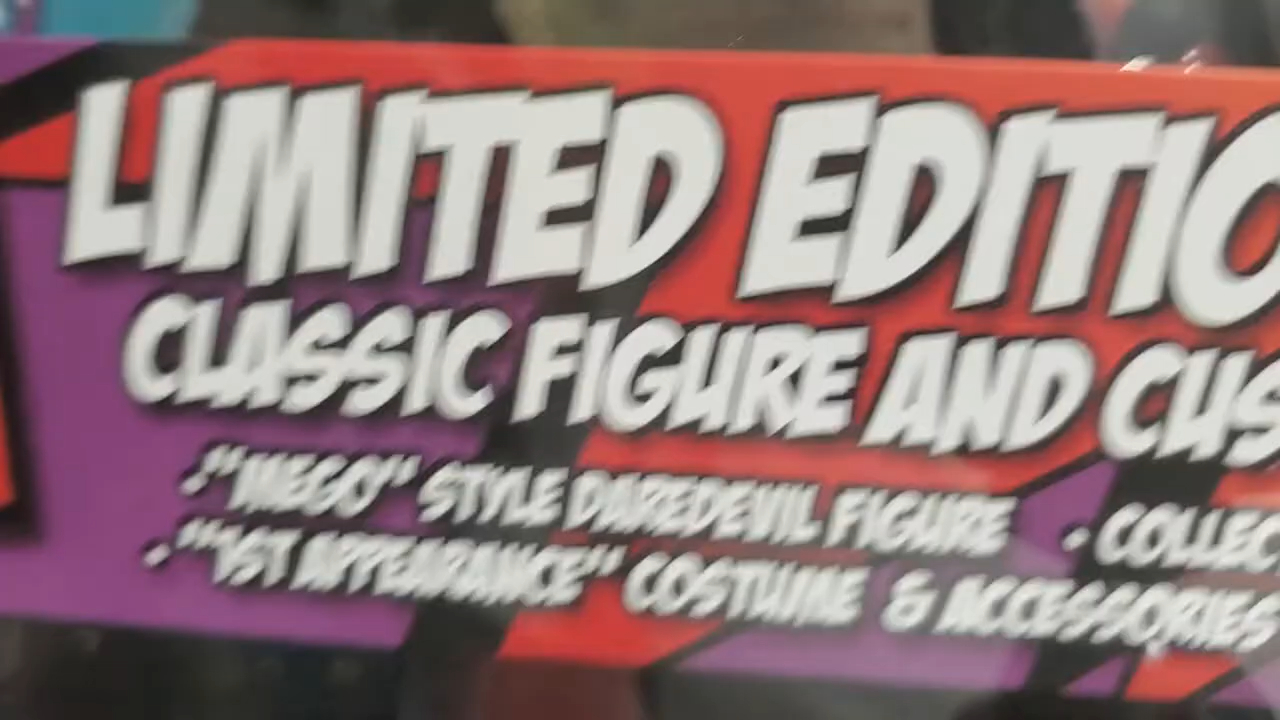 LIMITED EDITIO
CLASSIC FIGURE AND CUS
• "MEGO" STYLE DAREDEVIL FIGURE • COLLEC
• "1ST APPEARANCE" COSTUME & ACCESSORIES